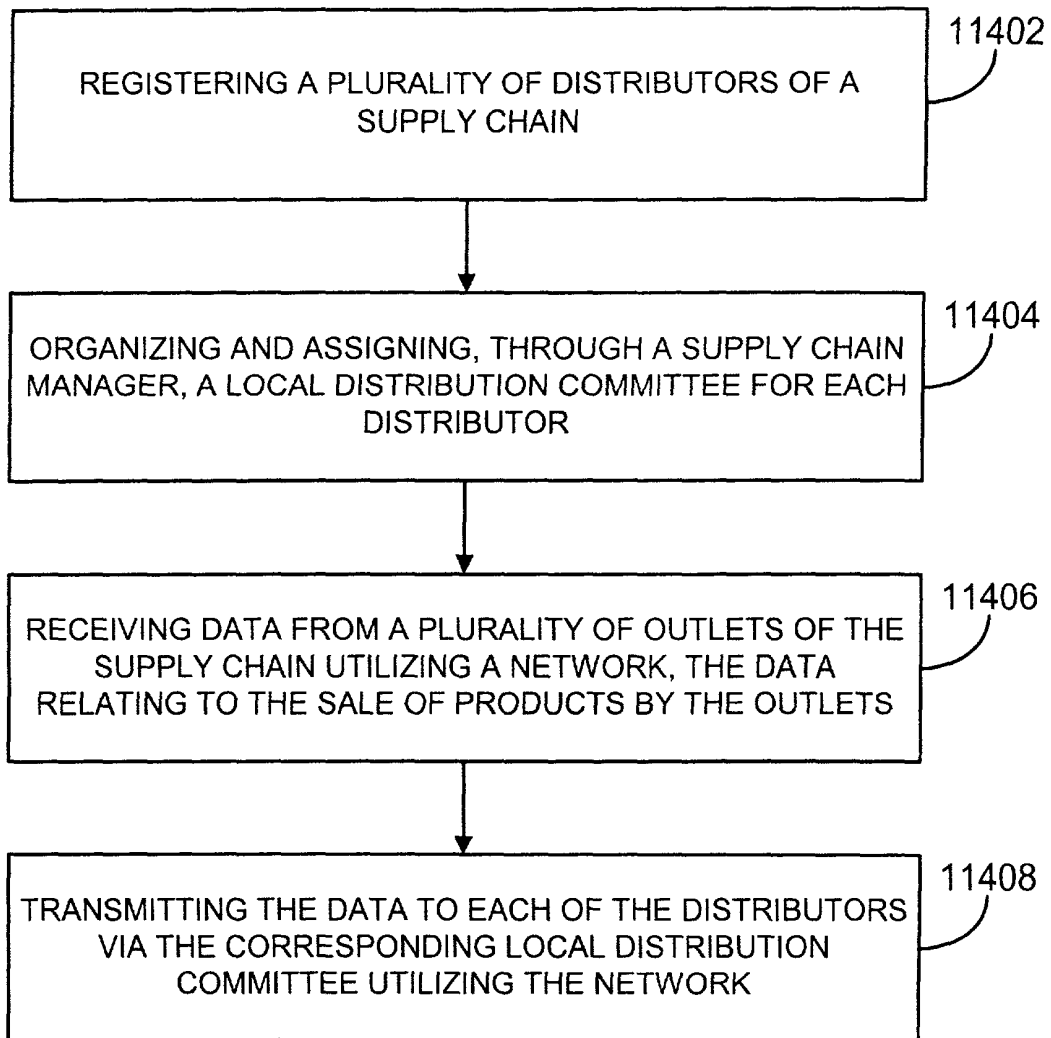 11402
REGISTERING A PLURALITY OF DISTRIBUTORS OF A
SUPPLY CHAIN
11404
ORGANIZING AND ASSIGNING, THROUGH A SUPPLY CHAIN
MANAGER, A LOCAL DISTRIBUTION COMMITTEE FOR EACH
DISTRIBUTOR
11406
RECEIVING DATA FROM A PLURALITY OF OUTLETS OF THE
SUPPLY CHAIN UTILIZING A NETWORK, THE DATA
RELATING TO THE SALE OF PRODUCTS BY THE OUTLETS
11408
TRANSMITTING THE DATA TO EACH OF THE DISTRIBUTORS
VIA THE CORRESPONDING LOCAL DISTRIBUTION
COMMITTEE UTILIZING THE NETWORK